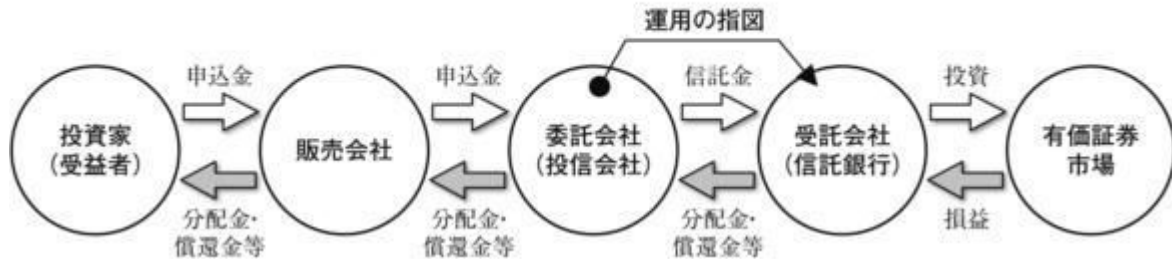 運用の指図
申込金
申込金
信託金
投資
投資家
（受益者）
販売会社
委託会社
（投信会社）
受託会社
（信託銀行）
有価証券
市場
分配金・
償還金等
分配金・
償還金等
分配金・
償還金等
損益